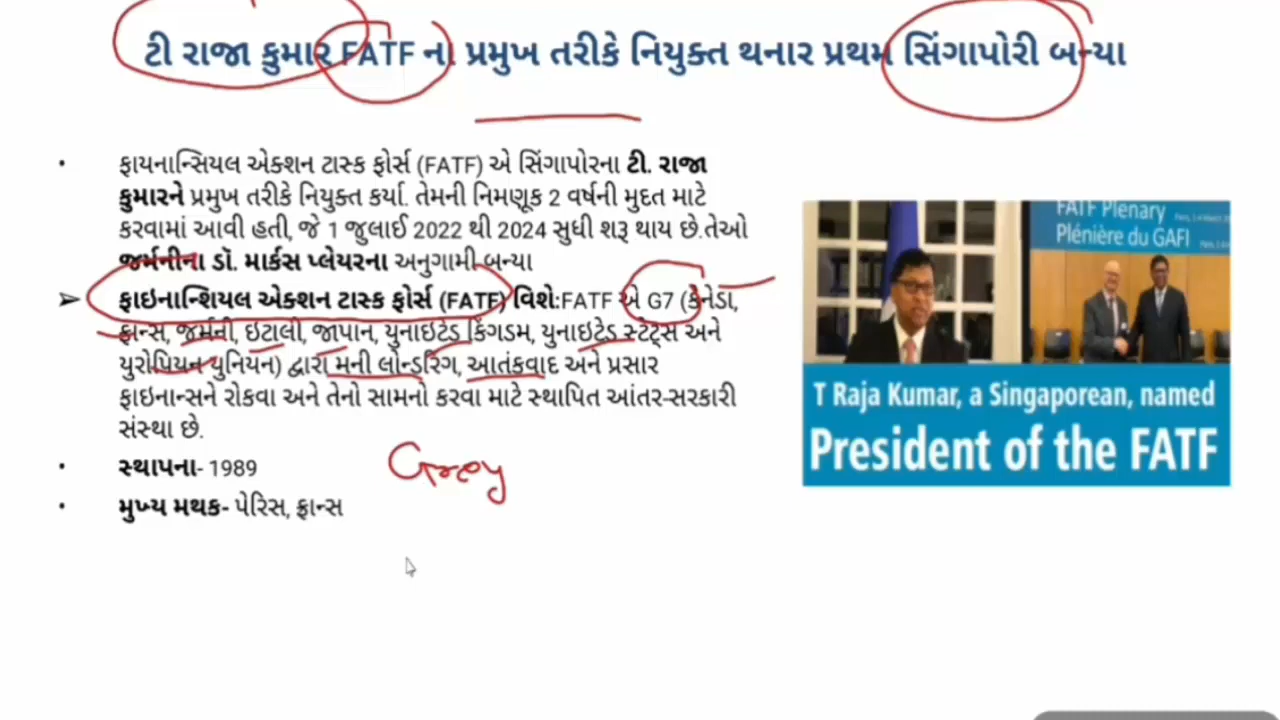 ટી રાજા કુમાર FATF ના પ્રમુખ તરીકે નિયુક્ત થનાર પ્રથમ સિંગાપોરી બન્યા
• ફાયનાન્સિયલ એક્શન ટાસ્ક ફોર્સ (FATF) એ સિંગાપોરના ટી. રાજા
કુમારને પ્રમુખ તરીકે નિયુક્ત કર્યા. તેમની નિમણૂક 2 વર્ષની મુદત માટે
કરવામાં આવી હતી, જે 1 જુલાઈ 2022 થી 2024 સુધી શરૂ થાય છે.તેઓ
જર્મનીના ડૉ. માર્કસ પ્લેયરના અનુગામી બન્યા
➤ ફાઇનાન્શિયલ એક્શન ટાસ્ક ફોર્સ (FATF) વિશે:FATF એ G7 (કેનેડા,
ફ્રાન્સ, જર્મની, ઇટાલી, જાપાન, યુનાઇટેડ કિંગડમ, યુનાઇટેડ સ્ટેટ્સ અને
યુરોપિયન યુનિયન) દ્વારા મની લોન્ડરિંગ, આતંકવાદ અને પ્રસાર
ફાઇનાન્સને રોકવા અને તેનો સામનો કરવા માટે સ્થાપિત આંતર-સરકારી
સંસ્થા છે.
• સ્થાપના- 1989
Grey
• મુખ્ય મથક- પેરિસ, ફ્રાન્સ
FATF Plenary
Plénière du GAFI
T Raja Kumar, a Singaporean, named
President of the FATF